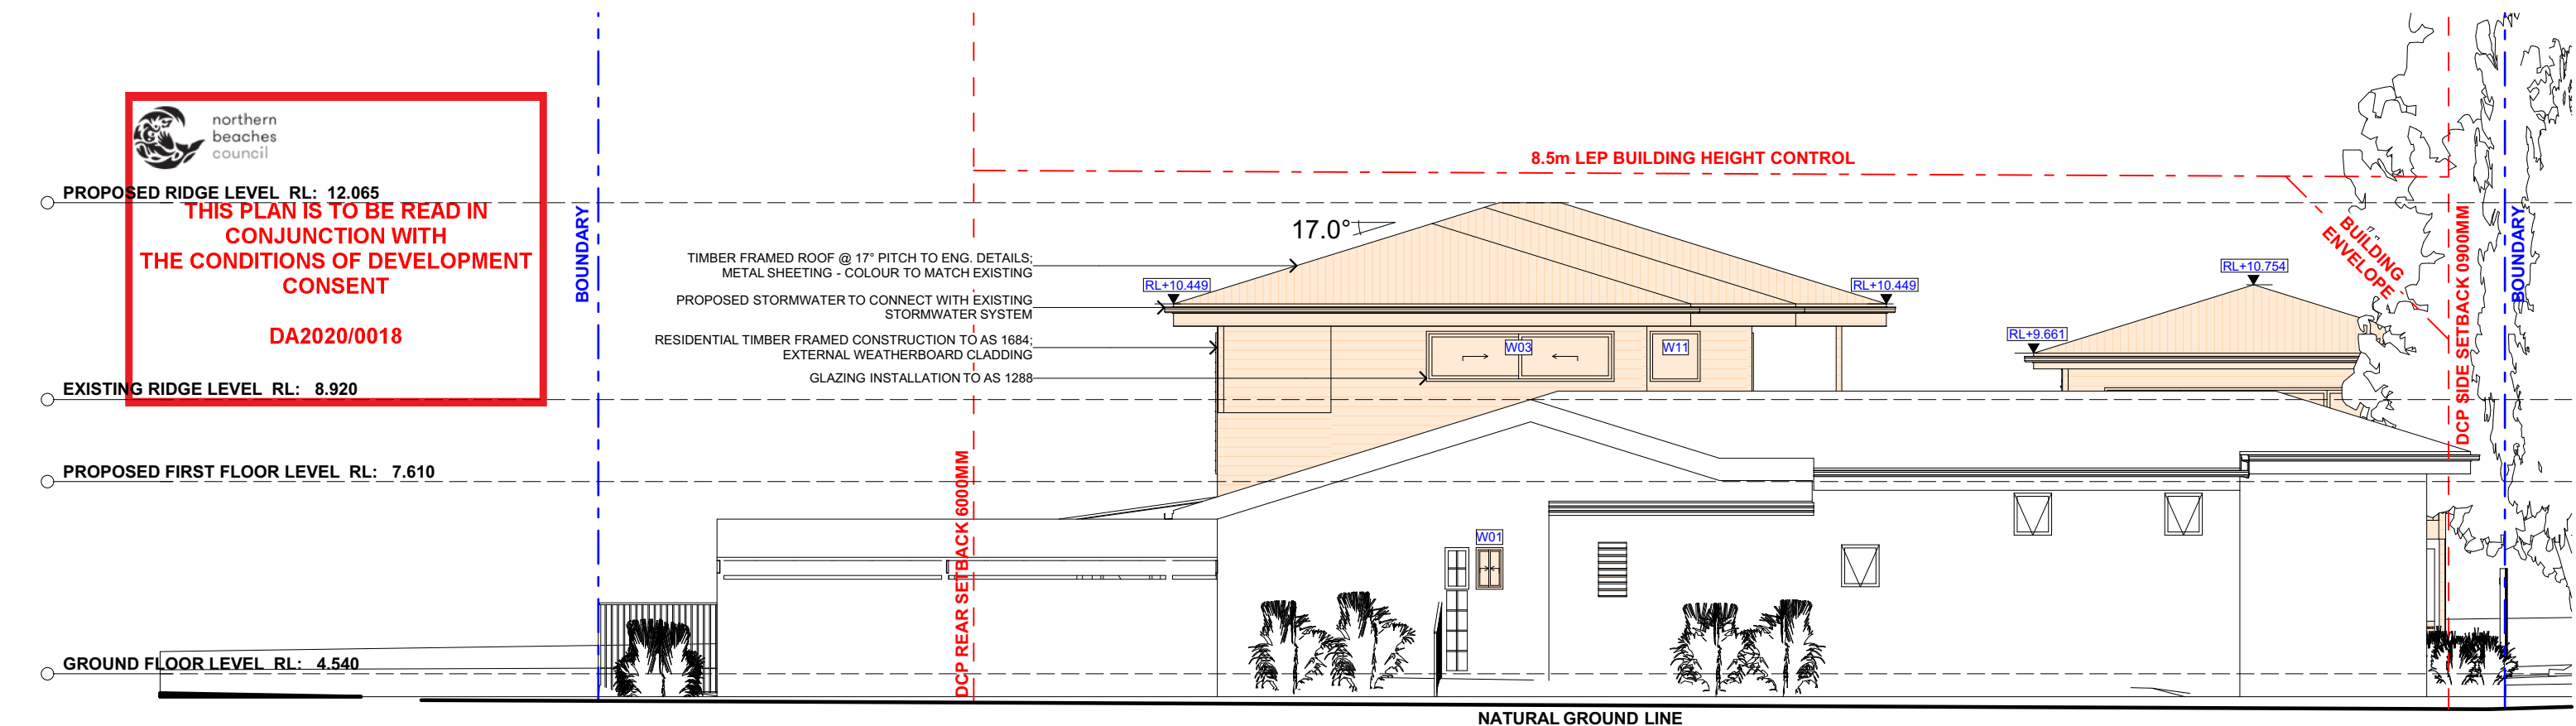 northern
beaches
council
PROPOSED RIDGE LEVEL RL: 12.065
THIS PLAN IS TO BE READ IN
CONJUNCTION WITH
THE CONDITIONS OF DEVELOPMENT
CONSENT
DA2020/0018
EXISTING RIDGE LEVEL RL: 8.920
PROPOSED FIRST FLOOR LEVEL RL: 7.610
GROUND FLOOR LEVEL RL: 4.540
BOUNDARY
DCP REAR SETBACK 6000MM
8.5m LEP BUILDING HEIGHT CONTROL
17.0°
TIMBER FRAMED ROOF @ 17° PITCH TO ENG. DETAILS;
METAL SHEETING - COLOUR TO MATCH EXISTING
PROPOSED STORMWATER TO CONNECT WITH EXISTING
STORMWATER SYSTEM
RESIDENTIAL TIMBER FRAMED CONSTRUCTION TO AS 1684;
EXTERNAL WEATHERBOARD CLADDING
GLAZING INSTALLATION TO AS 1288
RL+10.449
RL+10.449
RL+10.754
RL+9.661
W03
W11
W01
BUILDING
ENVELOPE
DCP SIDE SETBACK 0900MM
BOUNDARY
NATURAL GROUND LINE